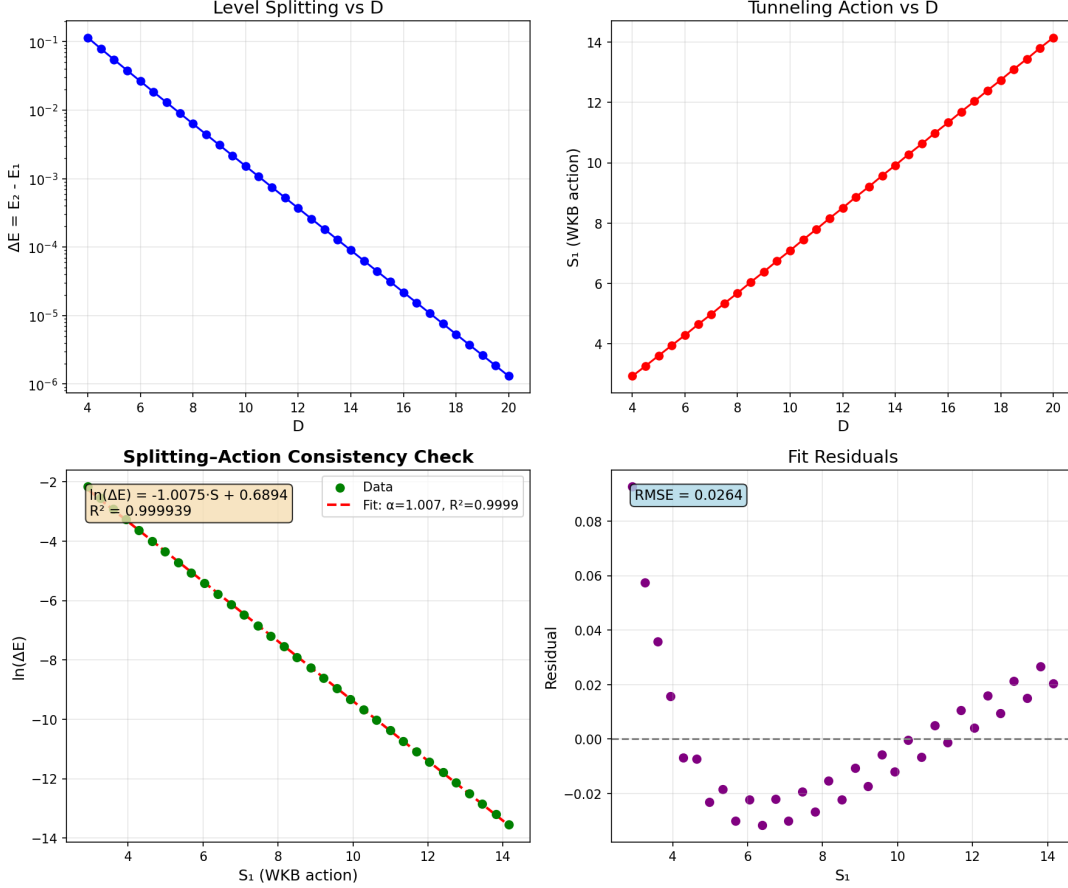 Level Splitting vs D
ΔE = E₂ - E₁
10⁻¹
10⁻²
10⁻³
10⁻⁴
10⁻⁵
10⁻⁶
4 6 8 10 12 14 16 18 20
D
Tunneling Action vs D
S₁ (WKB action)
14
12
10
8
6
4
4 6 8 10 12 14 16 18 20
D
Splitting–Action Consistency Check
ln(ΔE) = -1.0075·S + 0.6894
R² = 0.999939
Data
Fit: α=1.007, R²=0.9999
ln(ΔE)
−2
−4
−6
−8
−10
−12
−14
4 6 8 10 12 14
S₁ (WKB action)
Fit Residuals
RMSE = 0.0264
Residual
0.08
0.06
0.04
0.02
0.00
−0.02
4 6 8 10 12 14
S₁